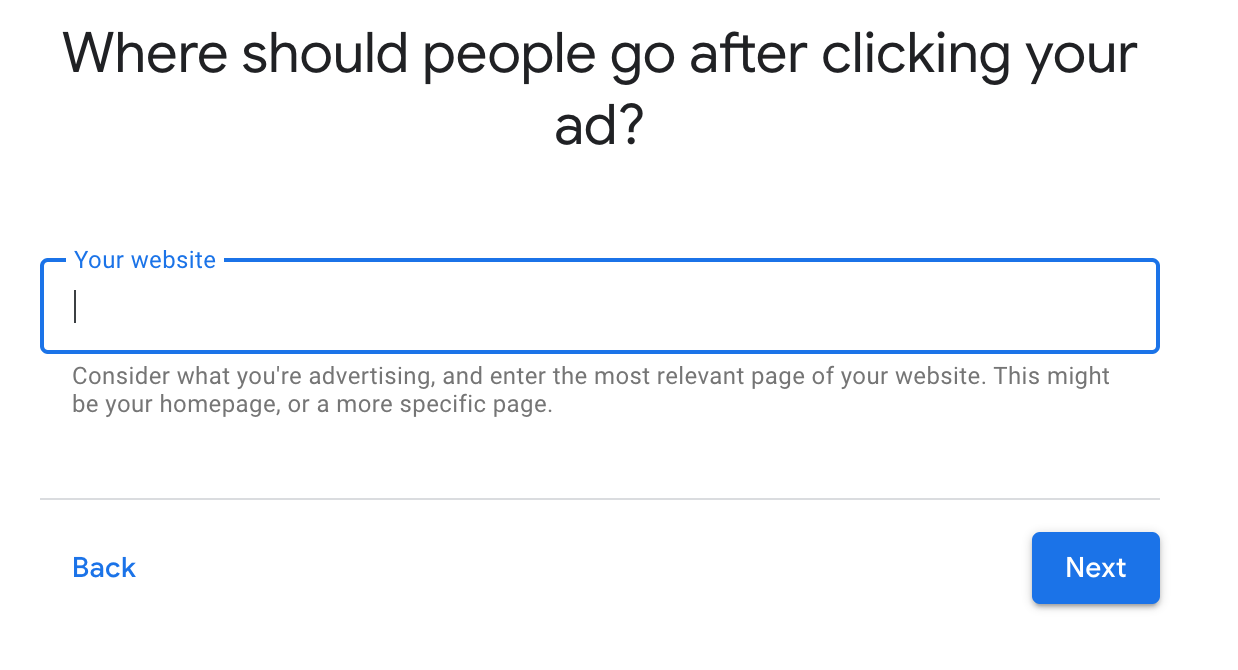 Where should people go after clicking your
ad?
Your website
Consider what you're advertising, and enter the most relevant page of your website. This might
be your homepage, or a more specific page.
Back
Next